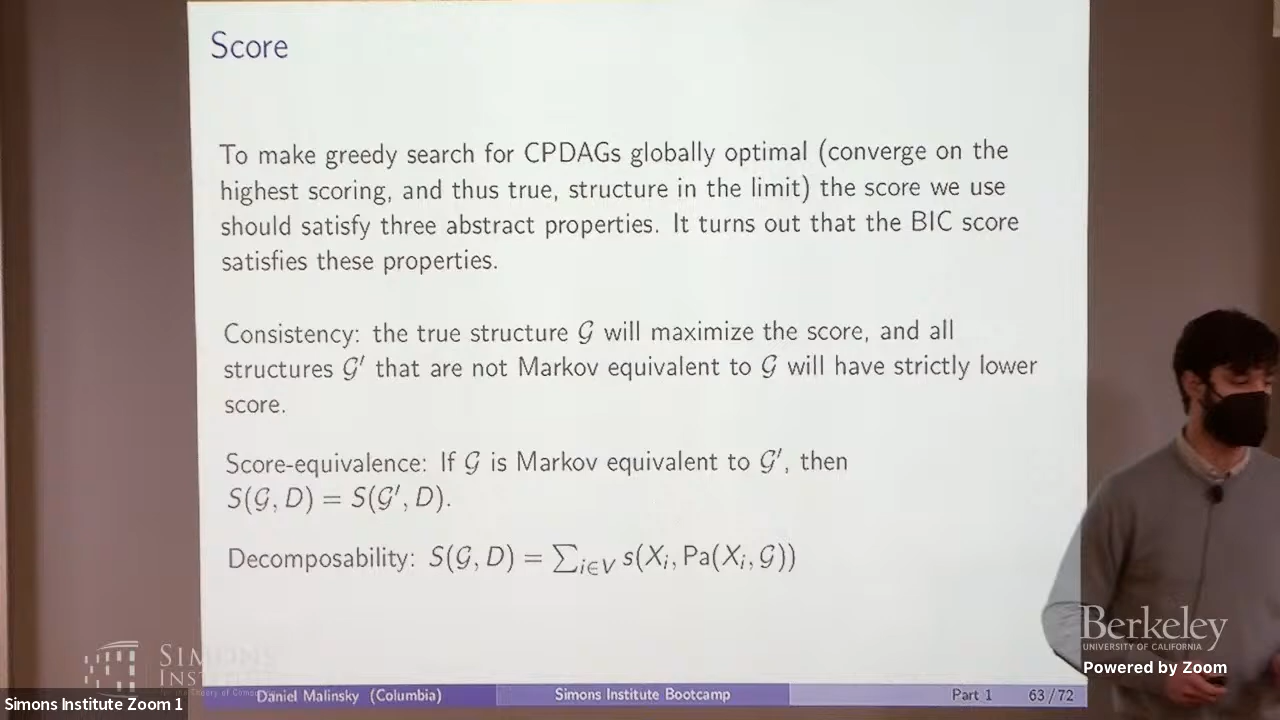 Score
To make greedy search for CPDAGs globally optimal (converge on the
highest scoring, and thus true, structure in the limit) the score we use
should satisfy three abstract properties. It turns out that the BIC score
satisfies these properties.
Consistency: the true structure 𝒢 will maximize the score, and all
structures 𝒢′ that are not Markov equivalent to 𝒢 will have strictly lower
score.
Score-equivalence: If 𝒢 is Markov equivalent to 𝒢′, then
S(𝒢, D) = S(𝒢′, D).
Decomposability: S(𝒢, D) = ∑i∈V s(Xi, Pa(Xi, 𝒢))
Berkeley
UNIVERSITY OF CALIFORNIA
Powered by Zoom
Daniel Malinsky (Columbia)
Simons Institute Bootcamp
Part 1
63 / 72
Simons Institute Zoom 1